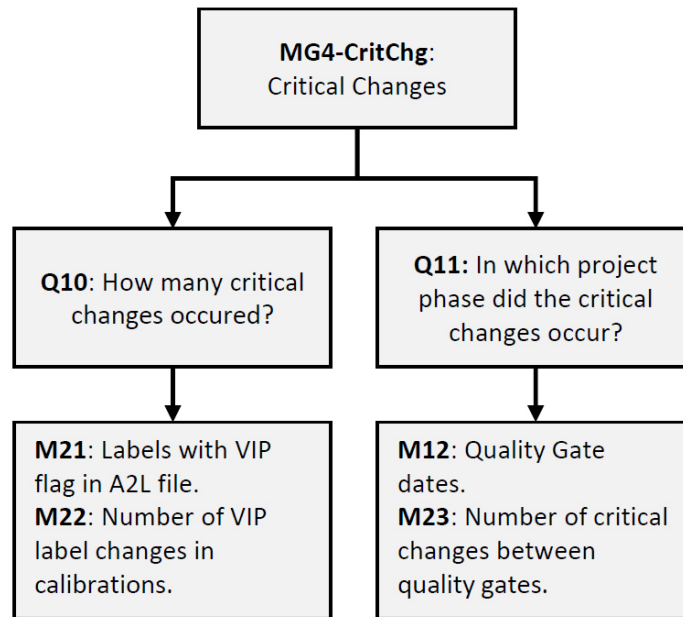 MG4-CritChg:
Critical Changes
Q10: How many critical
changes occured?
Q11: In which project
phase did the critical
changes occur?
M21: Labels with VIP
flag in A2L file.
M22: Number of VIP
label changes in
calibrations.
M12: Quality Gate
dates.
M23: Number of critical
changes between
quality gates.